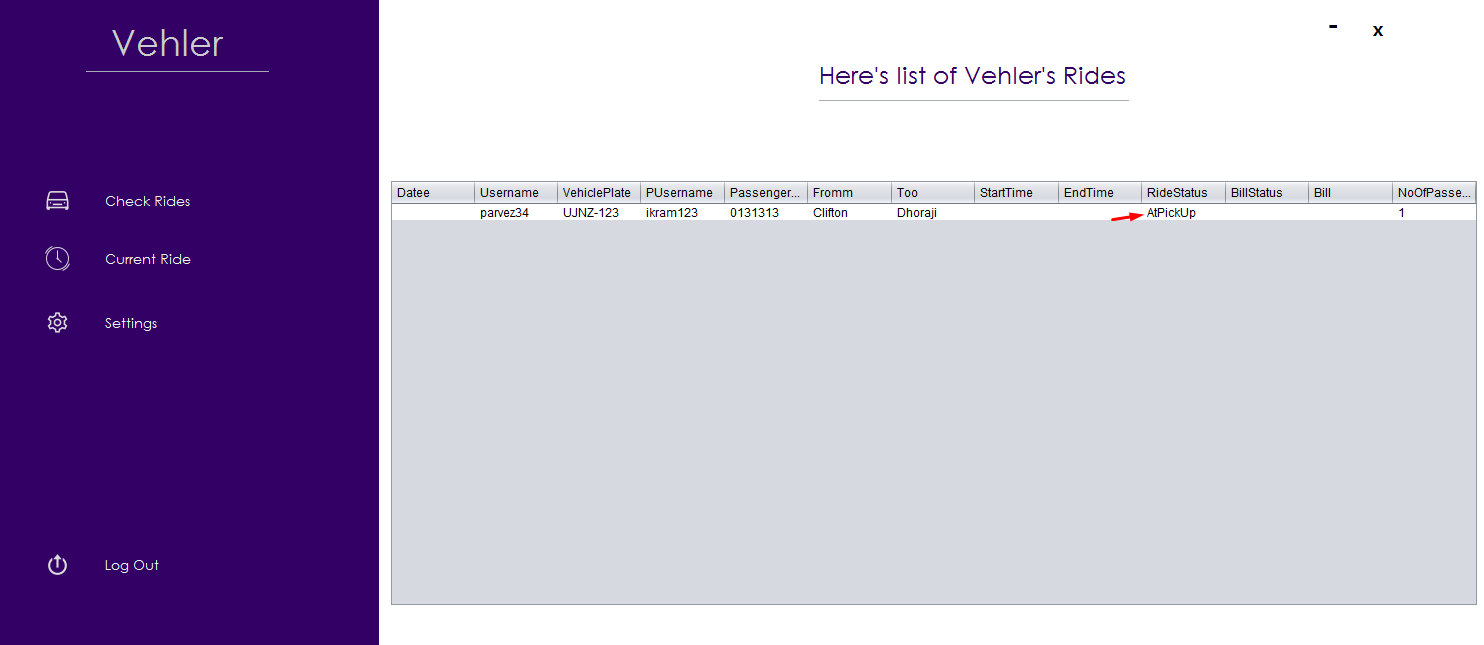 Vehler
- x
Here's list of Vehler's Rides
Check Rides
Current Ride
Settings
Log Out
Datee Username VehiclePlate PUsername Passenger... Fromm Too StartTime EndTime RideStatus BillStatus Bill NoOfPasse...
parvez34 UJNZ-123 ikram123 0131313 Clifton Dhoraji AtPickUp 1